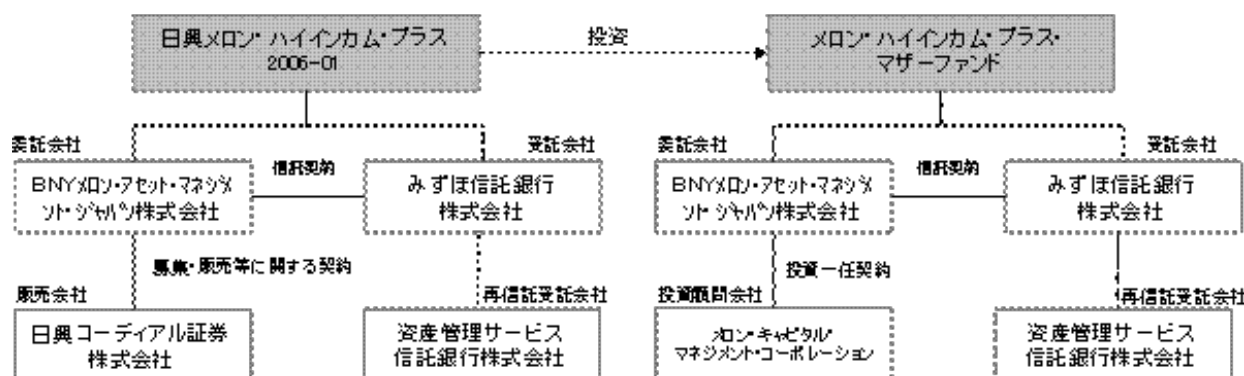 日興メロン・ハイインカム・プラス
2006-01
投資
メロン・ハイインカム・プラス・
マザーファンド
委託会社
受託会社
委託会社
受託会社
BNYメロン・アセット・マネジメ
ント・ジャパン株式会社
信託契約
みずほ信託銀行
株式会社
BNYメロン・アセット・マネジメ
ント・ジャパン株式会社
信託契約
みずほ信託銀行
株式会社
募集・販売等に関する契約
投資一任契約
販売会社
再信託受託会社
投資顧問会社
再信託受託会社
日興コーディアル証券
株式会社
資産管理サービス
信託銀行株式会社
メロン・キャピタル・
マネジメント・コーポレーション
資産管理サービス
信託銀行株式会社